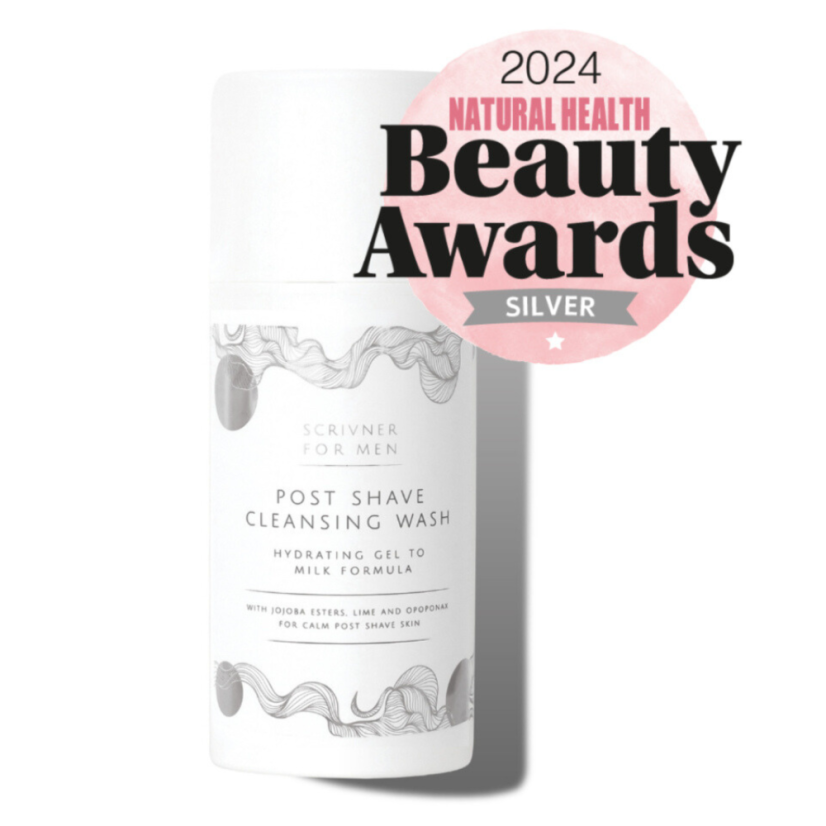 2024
NATURAL HEALTH
Beauty
Awards
SILVER
SCRIVNER
FOR MEN
POST SHAVE
CLEANSING WASH
HYDRATING GEL TO
MILK FORMULA
WITH JOJOBA ESTERS, LIME AND OPOPONAX
FOR CALM POST SHAVE SKIN